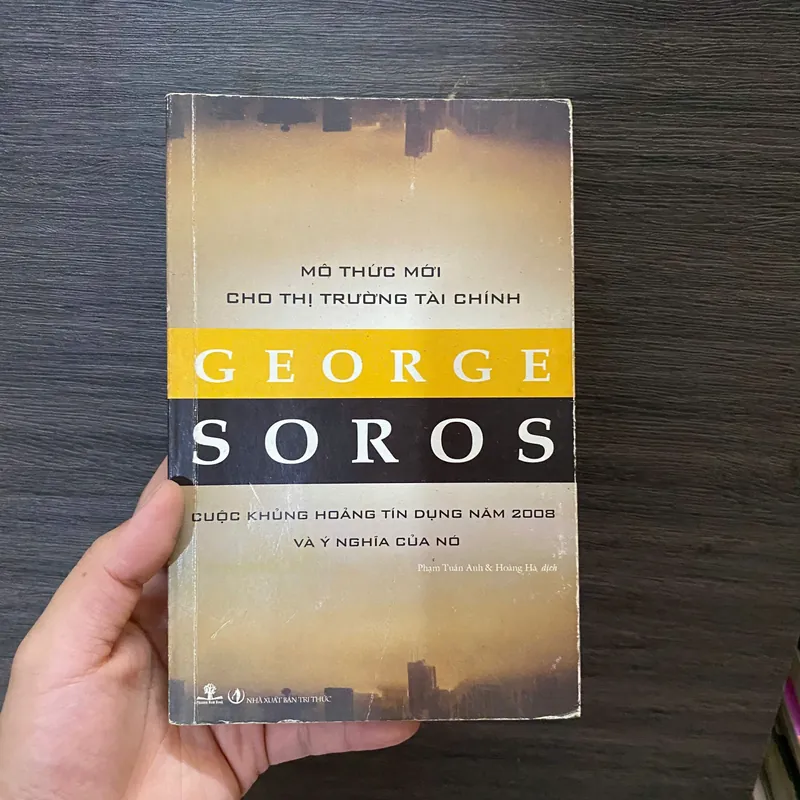 MÔ THỨC MỚI
CHO THỊ TRƯỜNG TÀI CHÍNH
GEORGE
SOROS
CUỘC KHỦNG HOẢNG TÍN DỤNG NĂM 2008
VÀ Ý NGHĨA CỦA NÓ
Phạm Tuấn Anh & Hoàng Hà, dịch
NHÀ XUẤT BẢN TRI THỨC